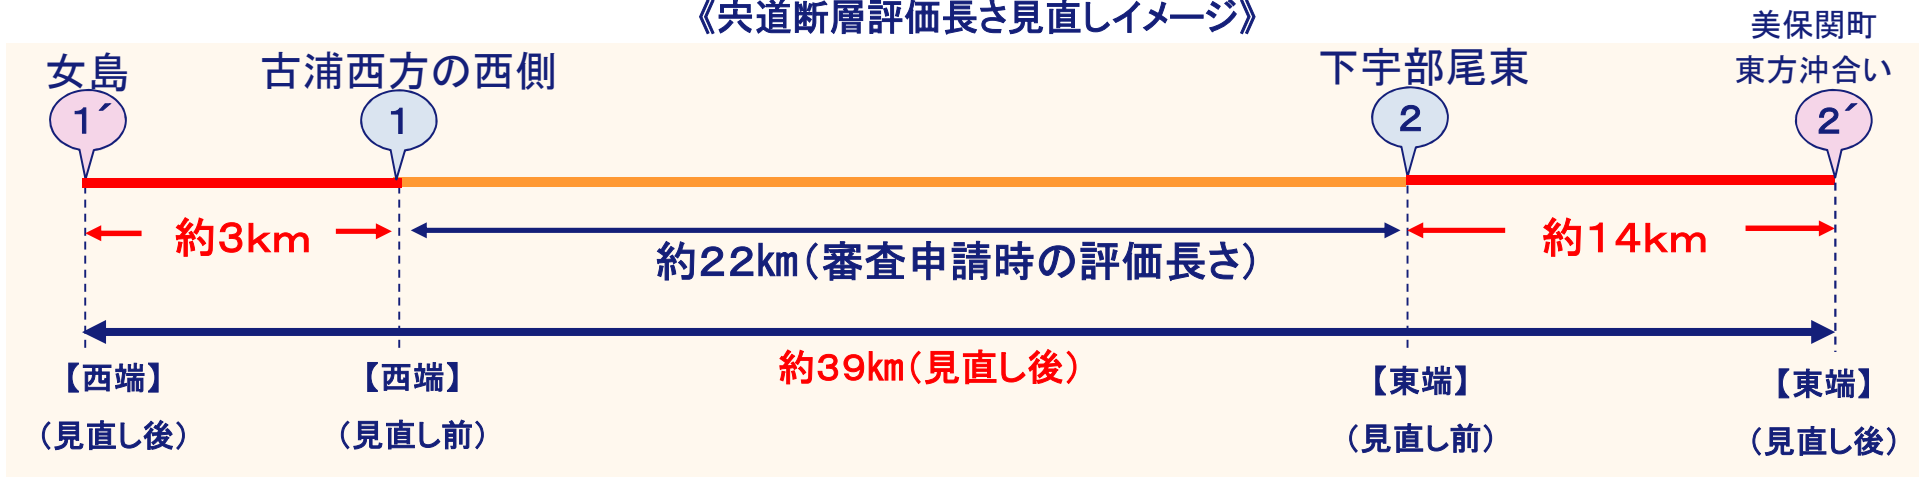 《宍道断層評価長さ見直しイメージ》
女島
古浦西方の西側
下宇部尾東
美保関町
東方沖合い
1´
1
2
2´
約3km
約22km(審査申請時の評価長さ)
約14km
約39km(見直し後)
【西端】
(見直し後)
【西端】
(見直し前)
【東端】
(見直し前)
【東端】
(見直し後)